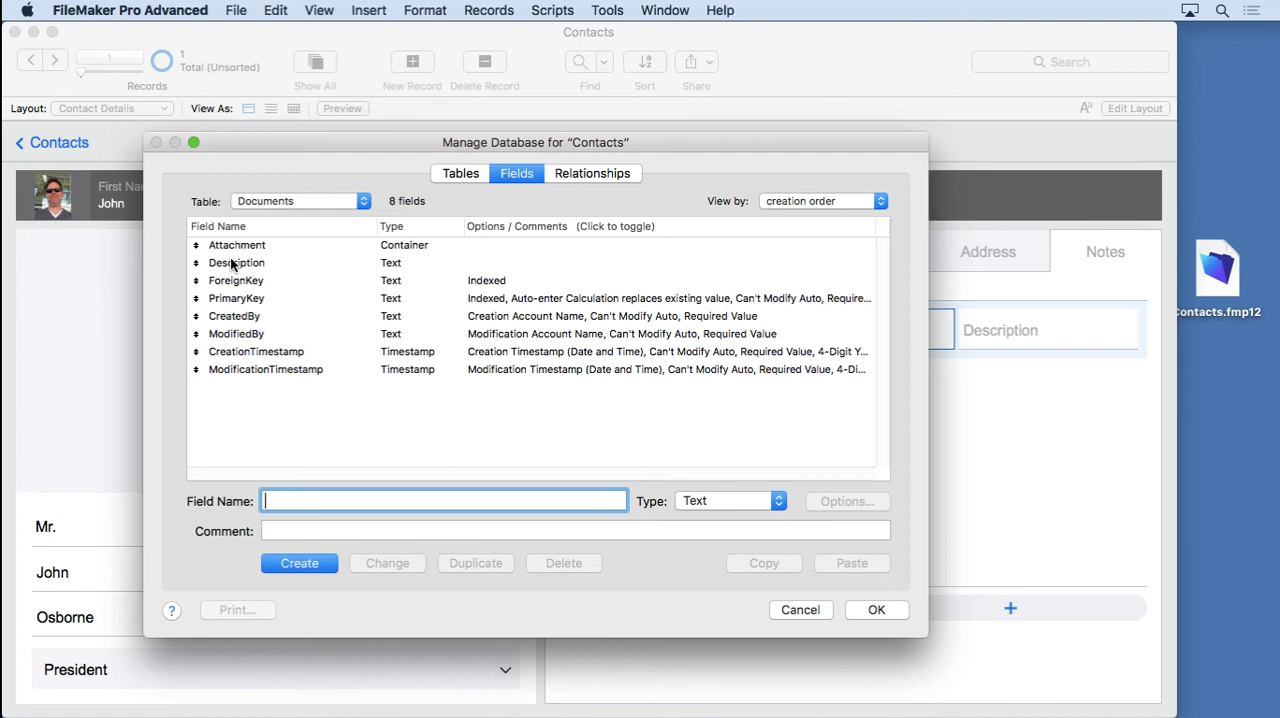 FileMaker Pro Advanced File Edit View Insert Format Records Scripts Tools Window Help
Contacts
1
1
Total (Unsorted)
Search
Records Show All New Record Delete Record Find Sort Share
Layout: Contact Details View As: Preview Aa Edit Layout
Contacts
Manage Database for “Contacts”
Tables Fields Relationships
First Na
John
Table: Documents 8 fields View by: creation order
Field Name Type Options / Comments (Click to toggle)
Attachment Container
Description Text
ForeignKey Text Indexed
PrimaryKey Text Indexed, Auto-enter Calculation replaces existing value, Can't Modify Auto, Require...
CreatedBy Text Creation Account Name, Can't Modify Auto, Required Value
ModifiedBy Text Modification Account Name, Can't Modify Auto, Required Value
CreationTimestamp Timestamp Creation Timestamp (Date and Time), Can't Modify Auto, Required Value, 4-Digit Y...
ModificationTimestamp Timestamp Modification Timestamp (Date and Time), Can't Modify Auto, Required Value, 4-Di...
Address Notes
Description
Contacts.fmp12
Field Name: Type: Text Options...
Comment:
Create Change Duplicate Delete Copy Paste
? Print... Cancel OK
Mr.
John
Osborne
President